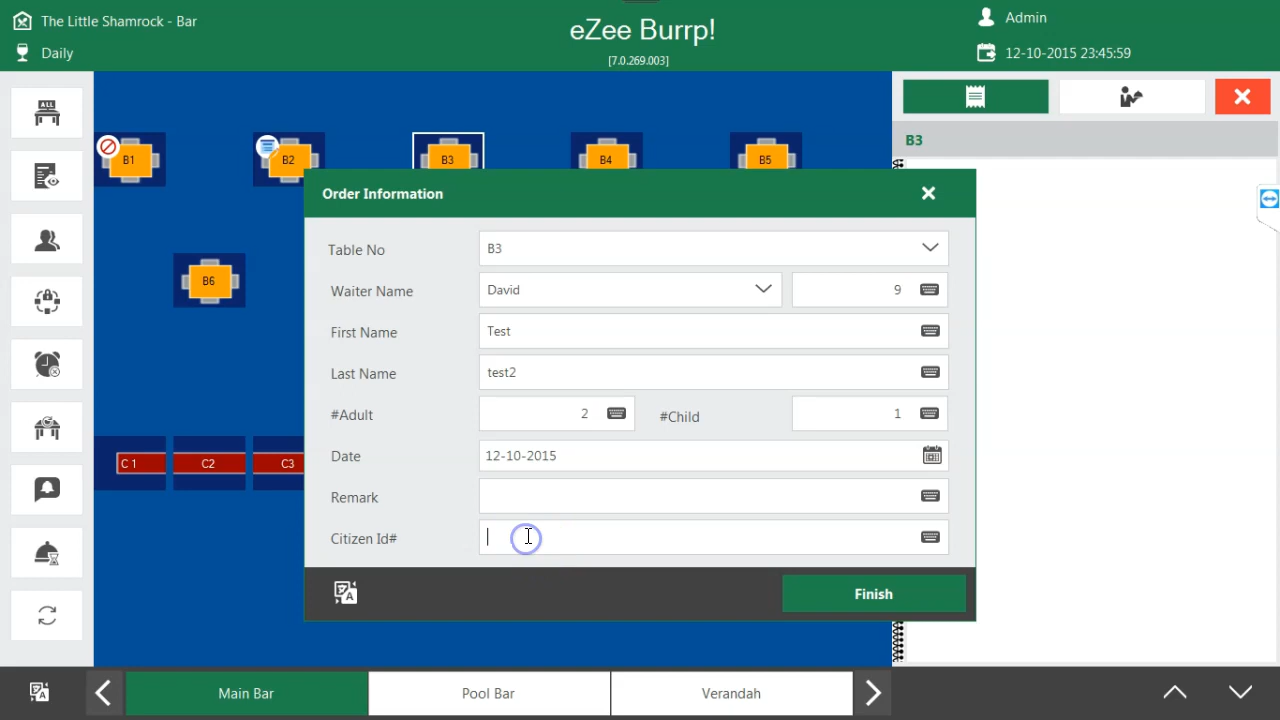 The Little Shamrock - Bar
Daily
eZee Burrp!
[7.0.269.003]
Admin
12-10-2015 23:45:59
ALL
B1
B2
B3
B4
B5
B6
C 1
C2
C3
B3
Order Information
Table No
B3
Waiter Name
David
9
First Name
Test
Last Name
test2
#Adult
2
#Child
1
Date
12-10-2015
Remark
Citizen Id#
Finish
Main Bar
Pool Bar
Verandah